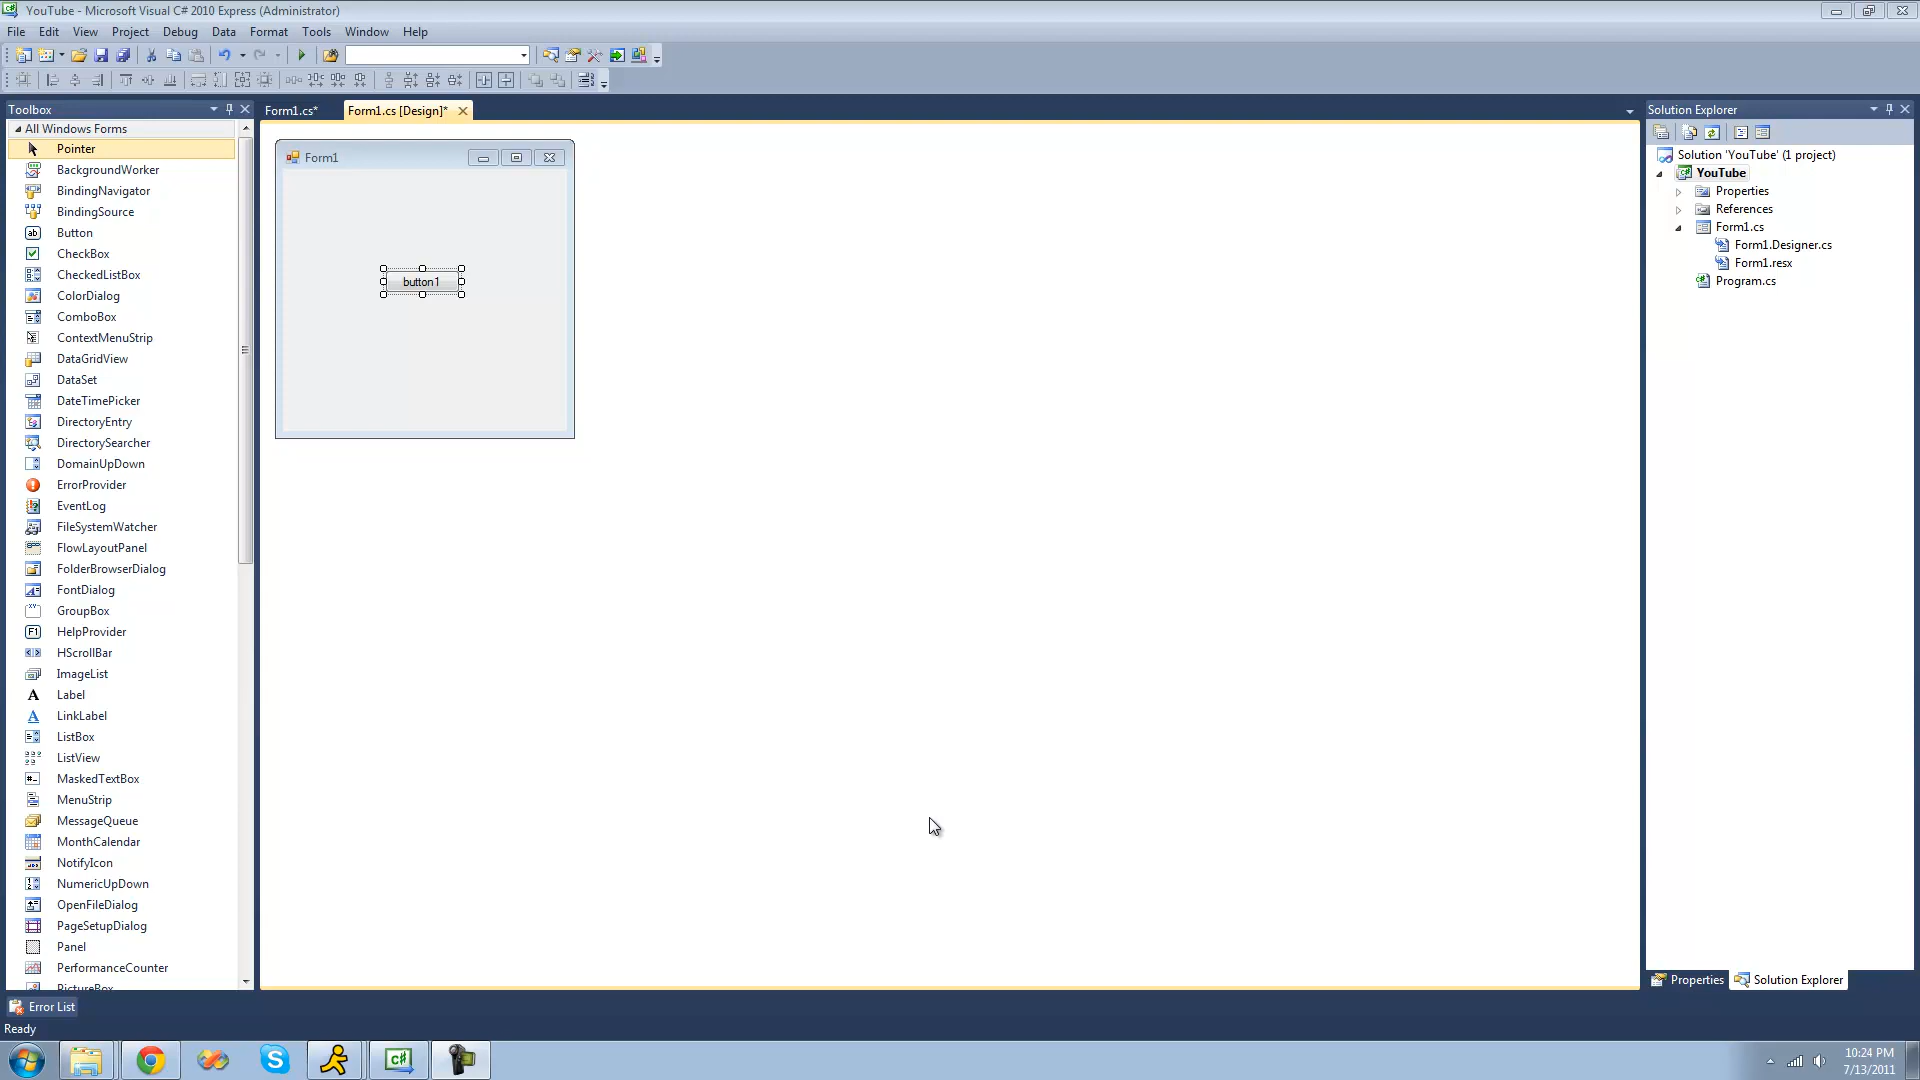 YouTube - Microsoft Visual C# 2010 Express (Administrator)
File Edit View Project Debug Data Format Tools Window Help
Toolbox
All Windows Forms
Pointer
BackgroundWorker
BindingNavigator
BindingSource
Button
CheckBox
CheckedListBox
ColorDialog
ComboBox
ContextMenuStrip
DataGridView
DataSet
DateTimePicker
DirectoryEntry
DirectorySearcher
DomainUpDown
ErrorProvider
EventLog
FileSystemWatcher
FlowLayoutPanel
FolderBrowserDialog
FontDialog
GroupBox
HelpProvider
HScrollBar
ImageList
Label
LinkLabel
ListBox
ListView
MaskedTextBox
MenuStrip
MessageQueue
MonthCalendar
NotifyIcon
NumericUpDown
OpenFileDialog
PageSetupDialog
Panel
PerformanceCounter
PictureBox
Form1.cs* Form1.cs [Design]*
Form1
button1
Solution Explorer
Solution 'YouTube' (1 project)
YouTube
Properties
References
Form1.cs
Form1.Designer.cs
Form1.resx
Program.cs
Properties Solution Explorer
Error List
Ready
10:24 PM
7/13/2011